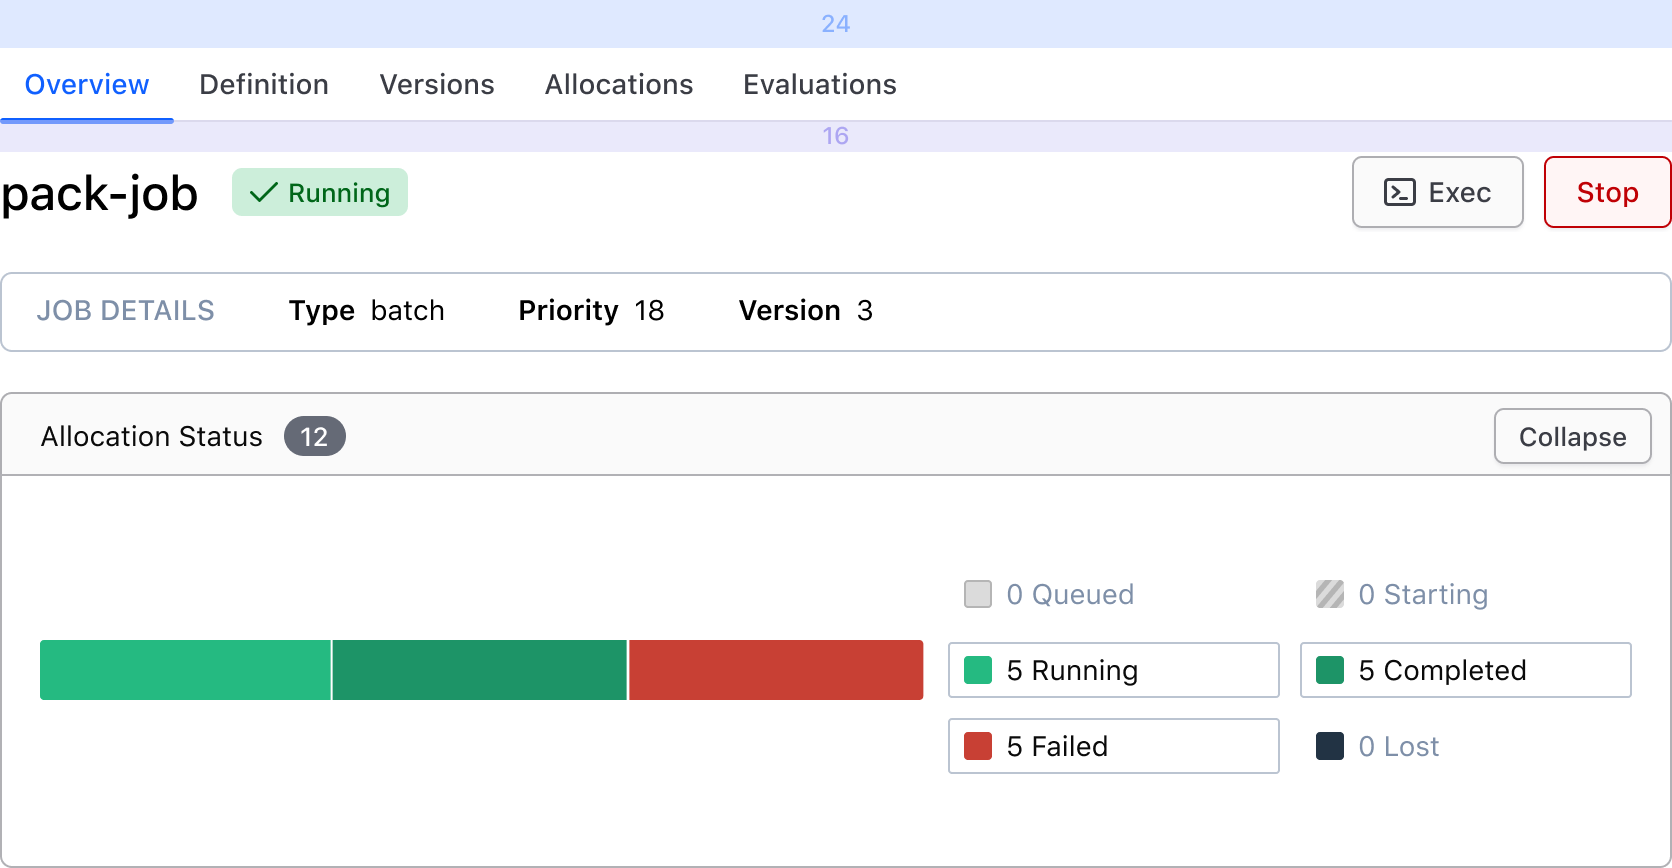 24
Overview Definition Versions Allocations Evaluations
16
pack-job Running Exec Stop
JOB DETAILS Type batch Priority 18 Version 3
Allocation Status 12 Collapse
0 Queued 0 Starting
5 Running 5 Completed
5 Failed 0 Lost